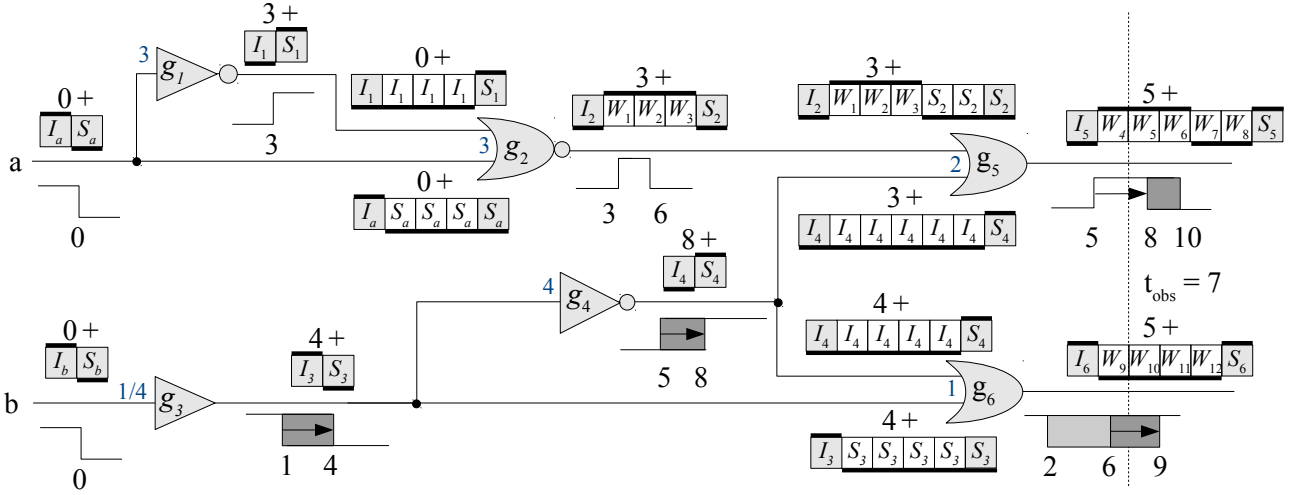 3 +
I1 S1
3
g1
0 +
I1 I1 I1 I1 S1
3 +
I2 W1 W2 W3 S2
3 +
I2 W1 W2 W3 S2 S2 S2
5 +
I5 W4 W5 W6 W7 W8 S5
0 +
Ia Sa
a
3
3
g2
2
g5
0
0 +
Ia Sa Sa Sa Sa
3 6
3 +
I4 I4 I4 I4 I4 I4 S4
5 8 10
8 +
I4 S4
4
g4
tobs = 7
5 8
4 +
I4 I4 I4 I4 I4 S4
5 +
I6 W9 W10 W11 W12 S6
0 +
Ib Sb
4 +
I3 S3
b
1/4
g3
1
g6
0
1 4
4 +
I3 S3 S3 S3 S3 S3
2 6 9